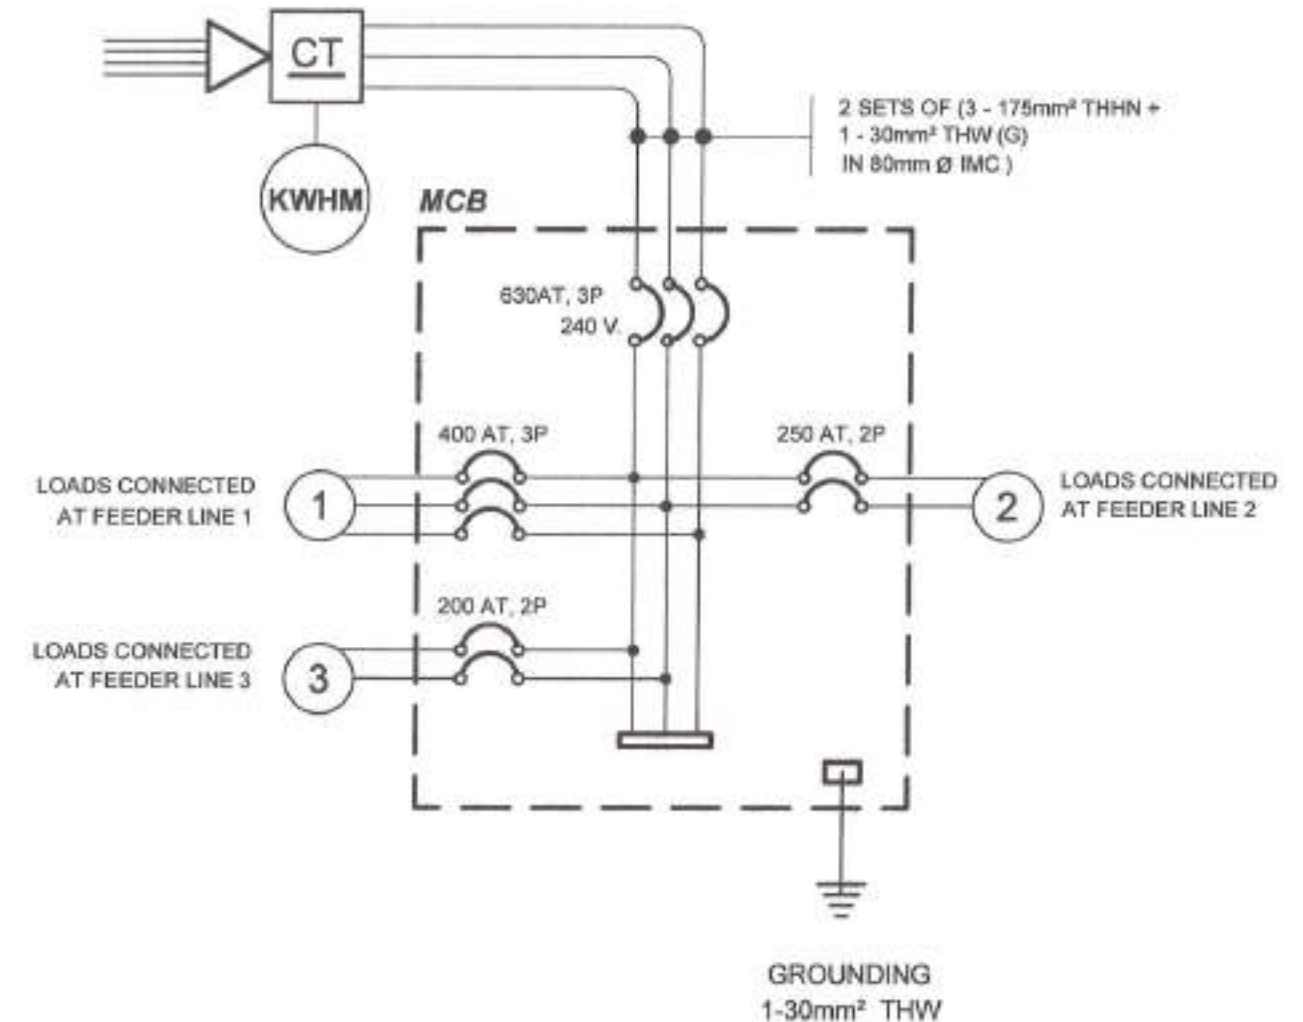 CT
2 SETS OF (3 - 175mm² THHN +
1 - 30mm² THW (G)
IN 80mm Ø IMC )
KWHM
MCB
630AT, 3P
240 V.
400 AT, 3P
250 AT, 2P
LOADS CONNECTED
AT FEEDER LINE 1
1
2
LOADS CONNECTED
AT FEEDER LINE 2
200 AT, 2P
LOADS CONNECTED
AT FEEDER LINE 3
3
GROUNDING
1-30mm² THW